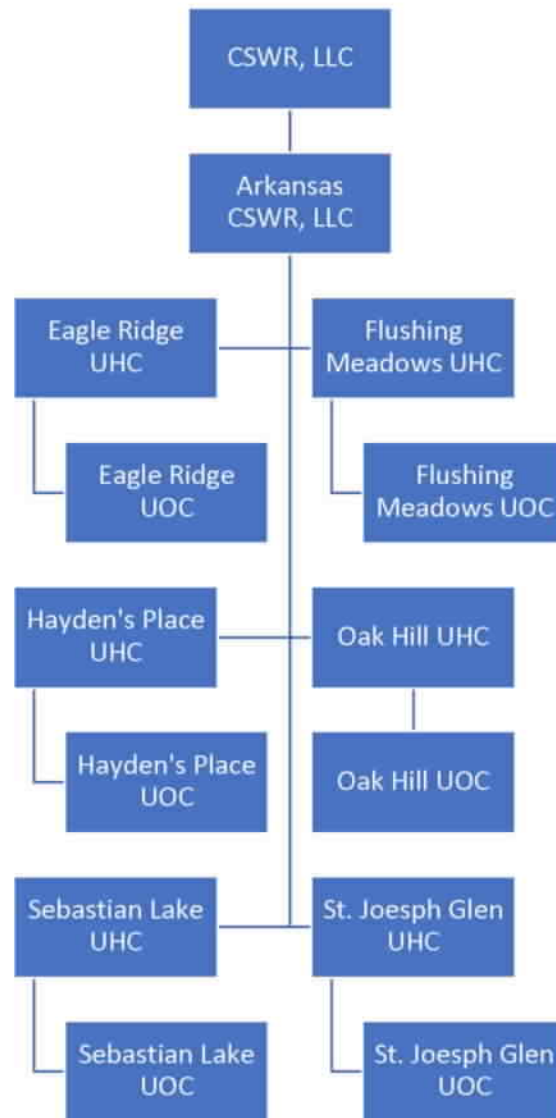 CSWR, LLC
Arkansas
CSWR, LLC
Eagle Ridge
UHC
Flushing
Meadows UHC
Eagle Ridge
UOC
Flushing
Meadows UOC
Hayden's Place
UHC
Oak Hill UHC
Hayden's Place
UOC
Oak Hill UOC
Sebastian Lake
UHC
St. Joesph Glen
UHC
Sebastian Lake
UOC
St. Joesph Glen
UOC